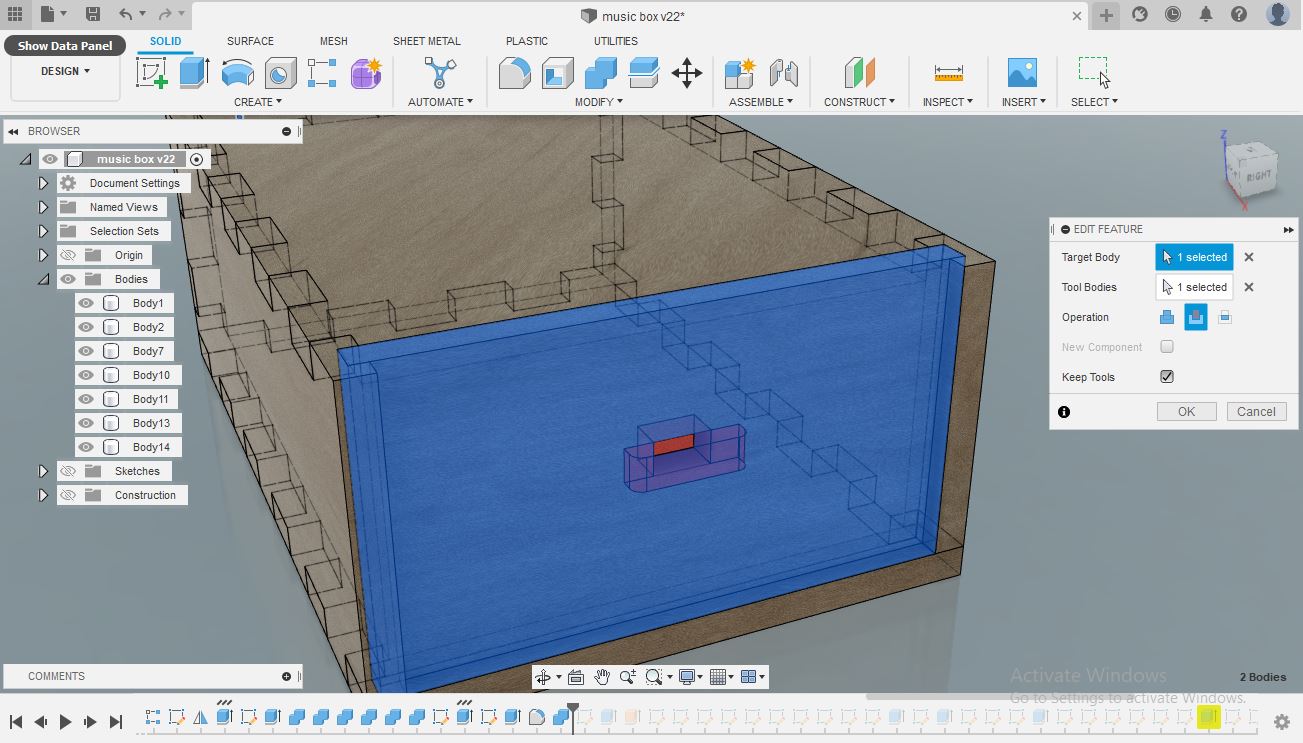 music box v22*
Show Data Panel
SOLID
SURFACE
MESH
SHEET METAL
PLASTIC
UTILITIES
DESIGN
CREATE
AUTOMATE
MODIFY
ASSEMBLE
CONSTRUCT
INSPECT
INSERT
SELECT
BROWSER
music box v22
Document Settings
Named Views
Selection Sets
Origin
Bodies
Body1
Body2
Body7
Body10
Body11
Body13
Body14
Sketches
Construction
Z
RIGHT
X
EDIT FEATURE
Target Body 1 selected
Tool Bodies 1 selected
Operation
New Component
Keep Tools
OK Cancel
COMMENTS
Activate Windows
Go to Settings to activate Windows.
2 Bodies